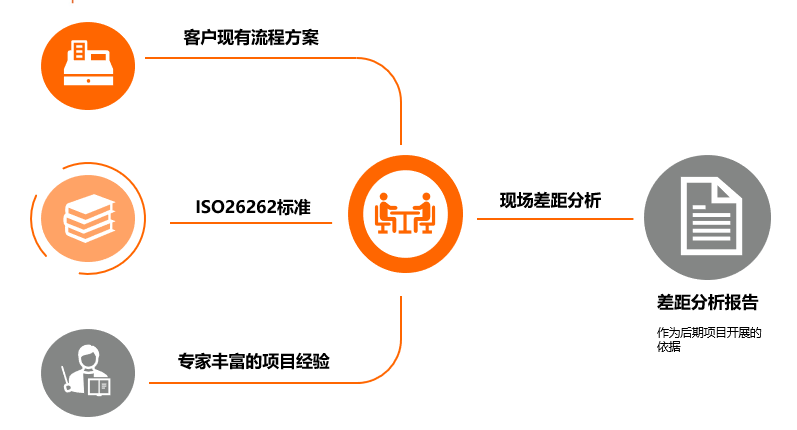 客户现有流程方案
ISO26262标准
现场差距分析
差距分析报告
作为后期项目开展的
依据
专家丰富的项目经验